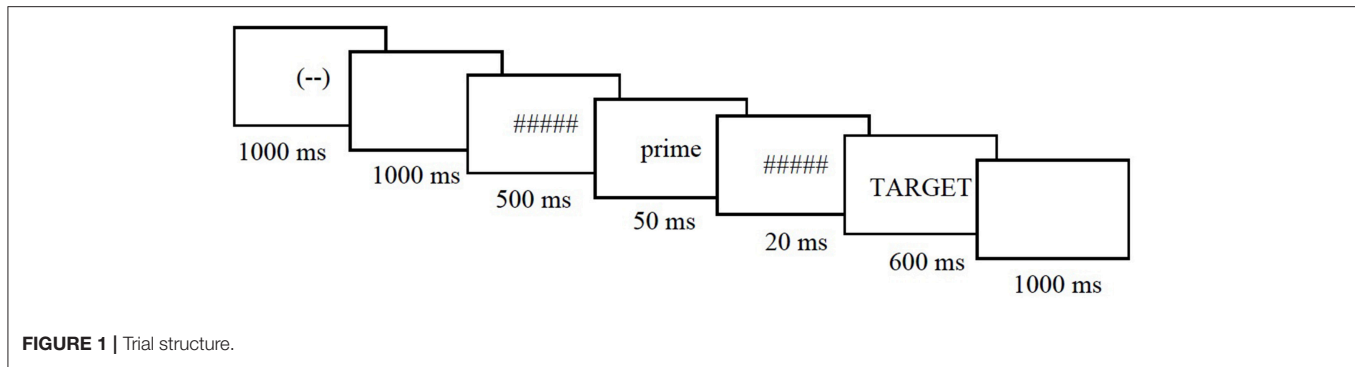 (--)
1000 ms
1000 ms
#####
500 ms
prime
50 ms
#####
20 ms
TARGET
600 ms
1000 ms
FIGURE 1 | Trial structure.